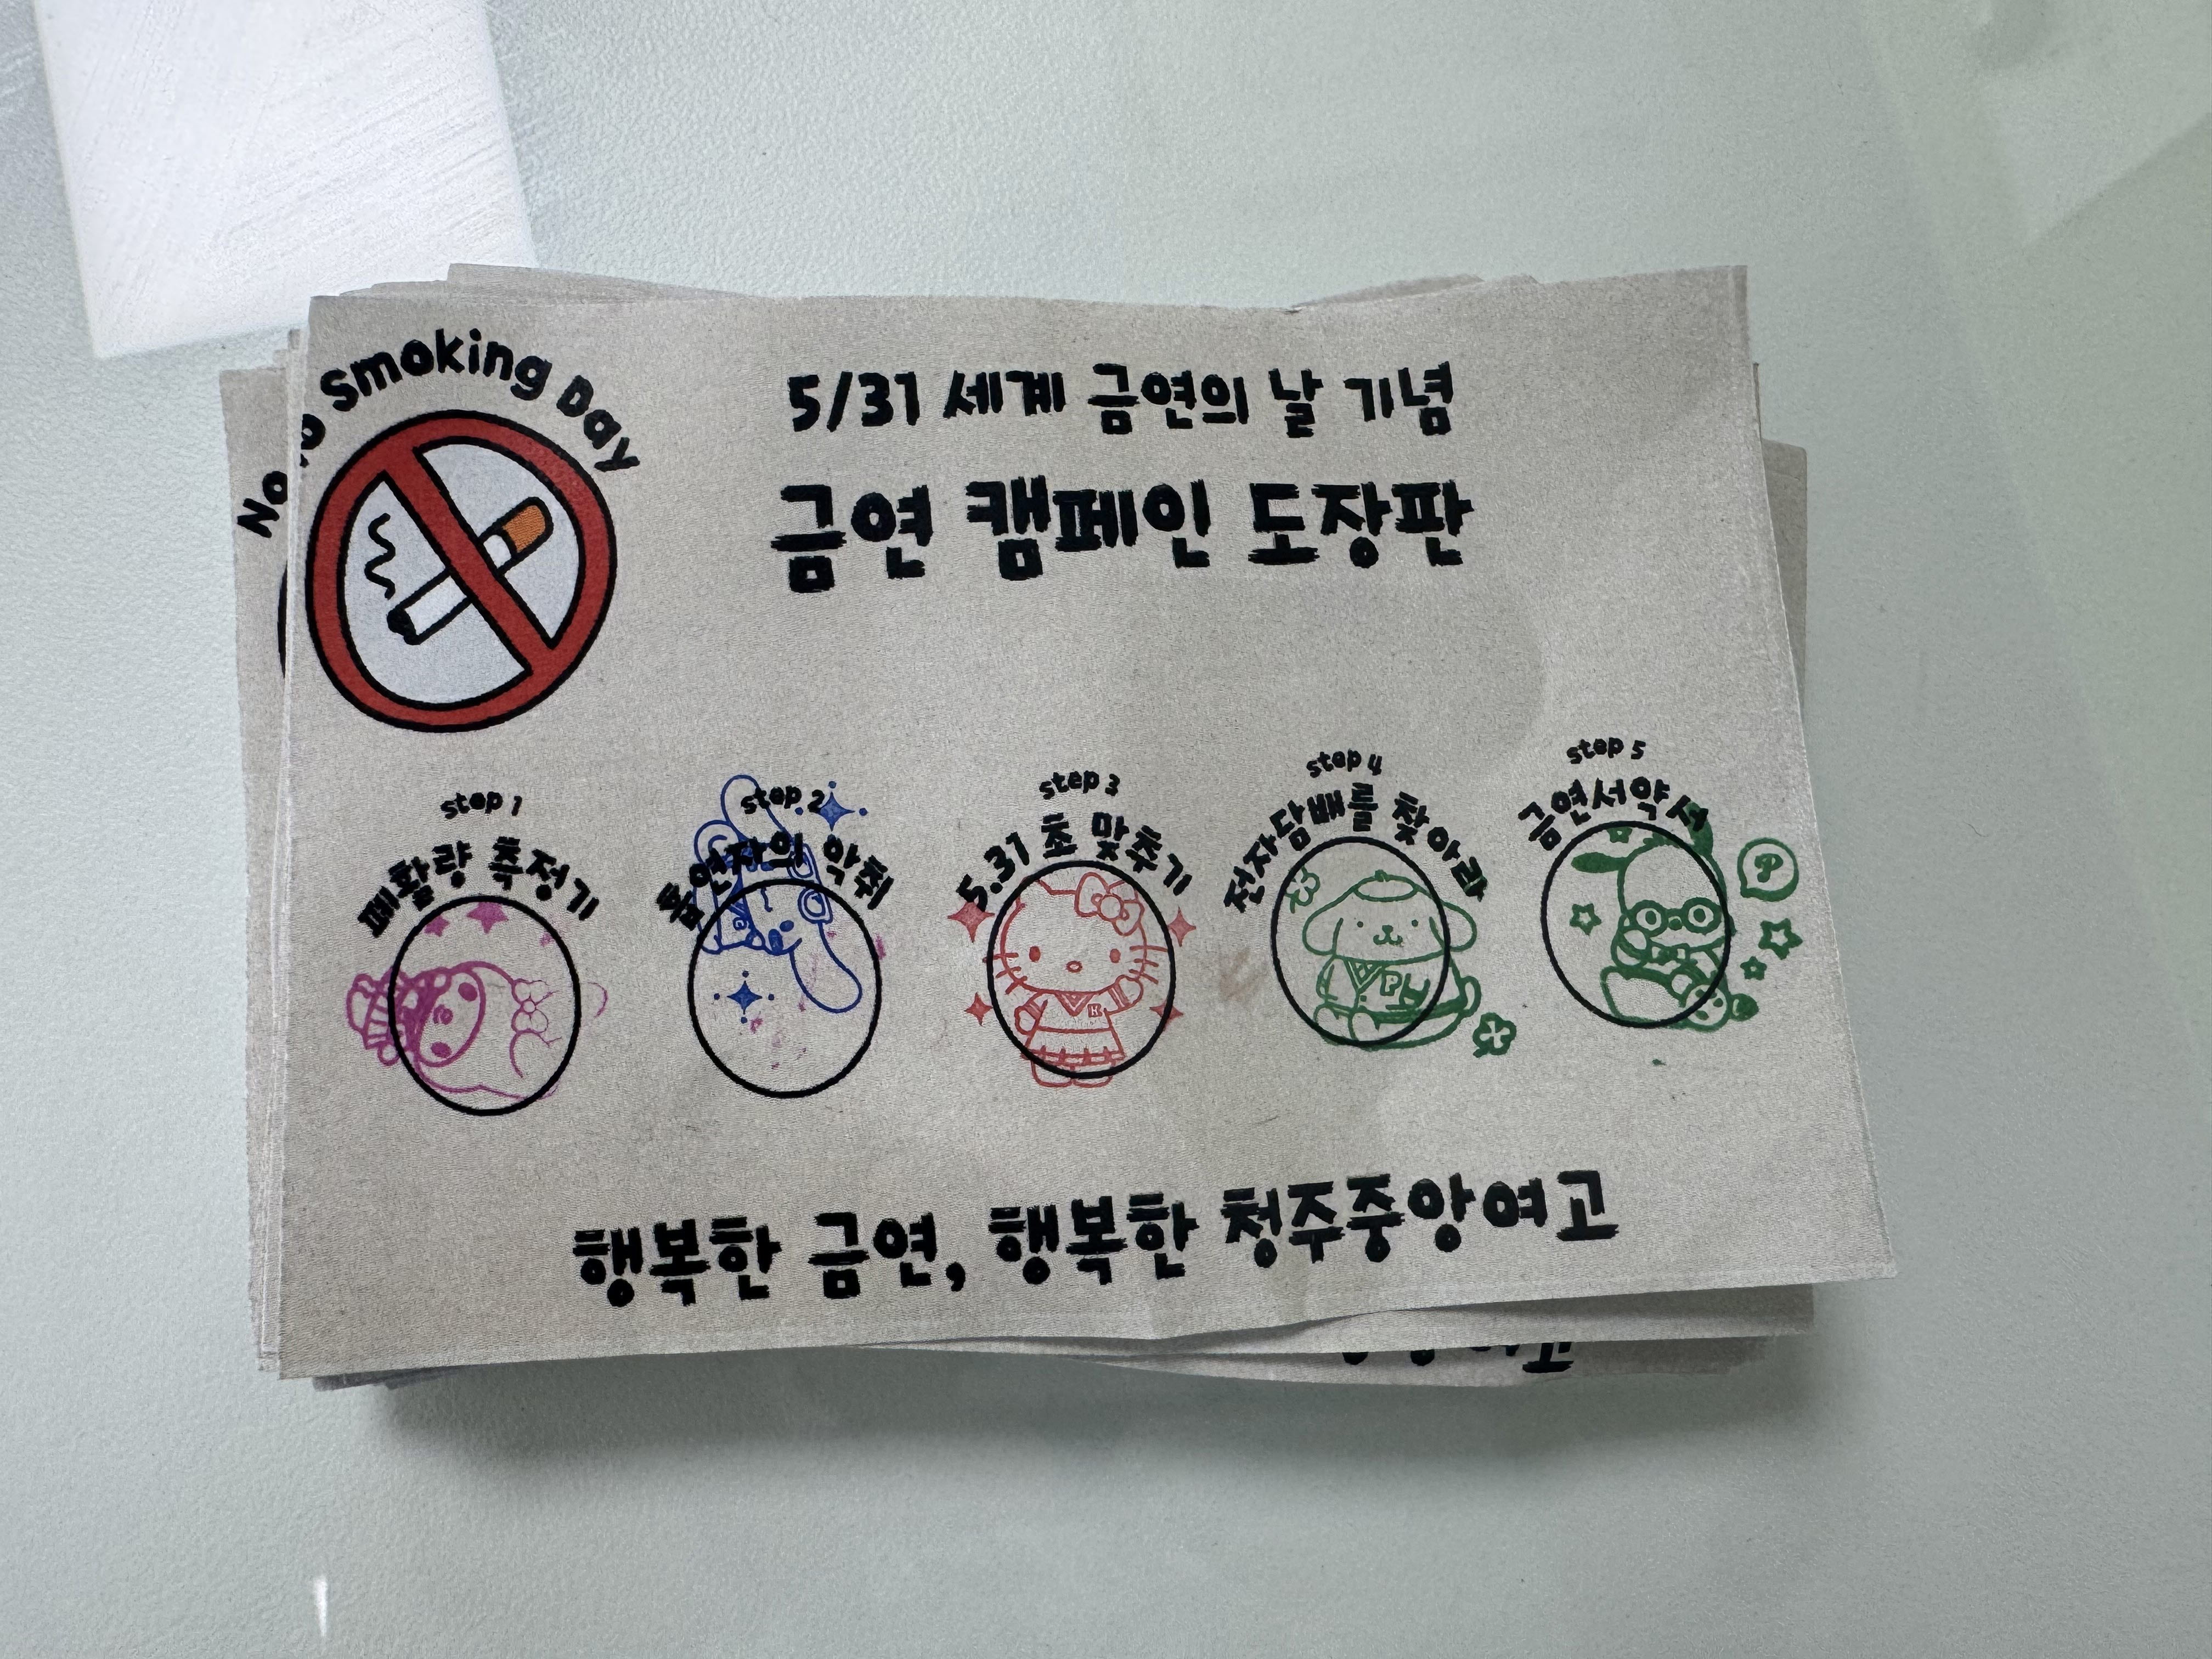 No Smoking Day
5/31 세계 금연의 날 기념
금연 캠페인 도장판
step 1
폐활량 측정기
step 2
흡연자의 악취
step 3
5.31 초 맞추기
step 4
전자담배를 찾아라
step 5
금연서약서
P
P
행복한 금연, 행복한 청주중앙여고